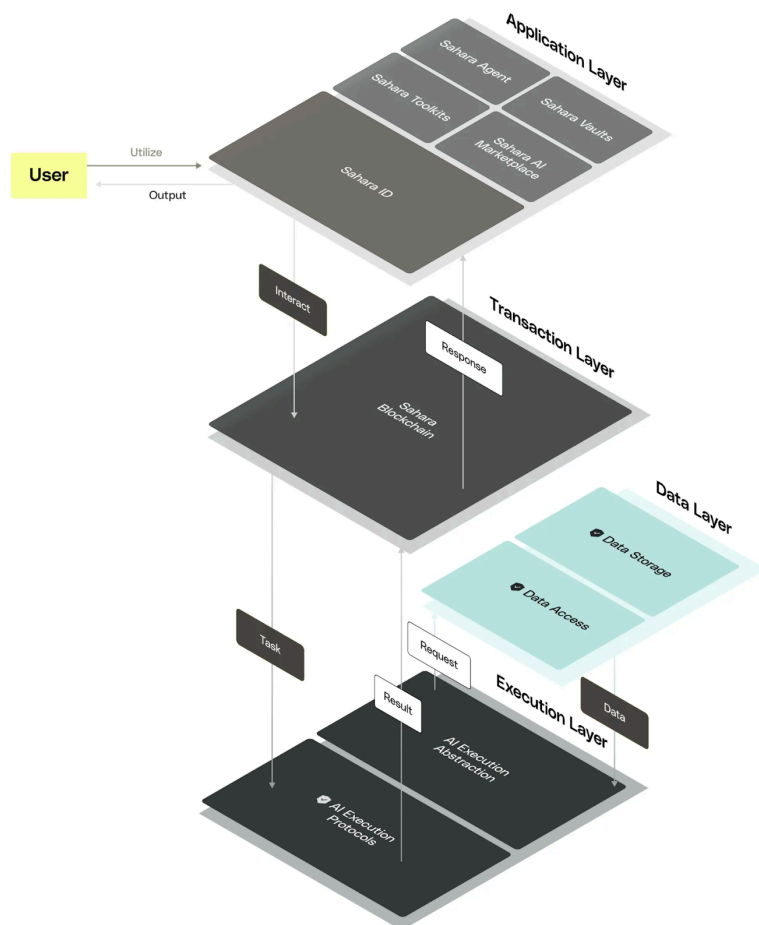 Application Layer
Sahara Agent
Sahara Toolkits
Sahara Vaults
Sahara AI
Marketplace
Utilize
User
Sahara ID
Output
Interact
Transaction Layer
Response
Sahara
Blockchain
Data Layer
Data Storage
Data Access
Task
Request
Execution Layer
Result
Data
AI Execution
Abstraction
AI Execution
Protocols